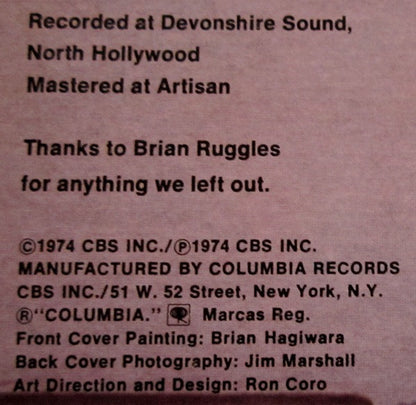 Recorded at Devonshire Sound,
North Hollywood
Mastered at Artisan
Thanks to Brian Ruggles
for anything we left out.
©1974 CBS INC./Ⓟ1974 CBS INC.
MANUFACTURED BY COLUMBIA RECORDS
CBS INC./51 W. 52 Street, New York, N.Y.
®"COLUMBIA." Marcas Reg.
Front Cover Painting: Brian Hagiwara
Back Cover Photography: Jim Marshall
Art Direction and Design: Ron Coro